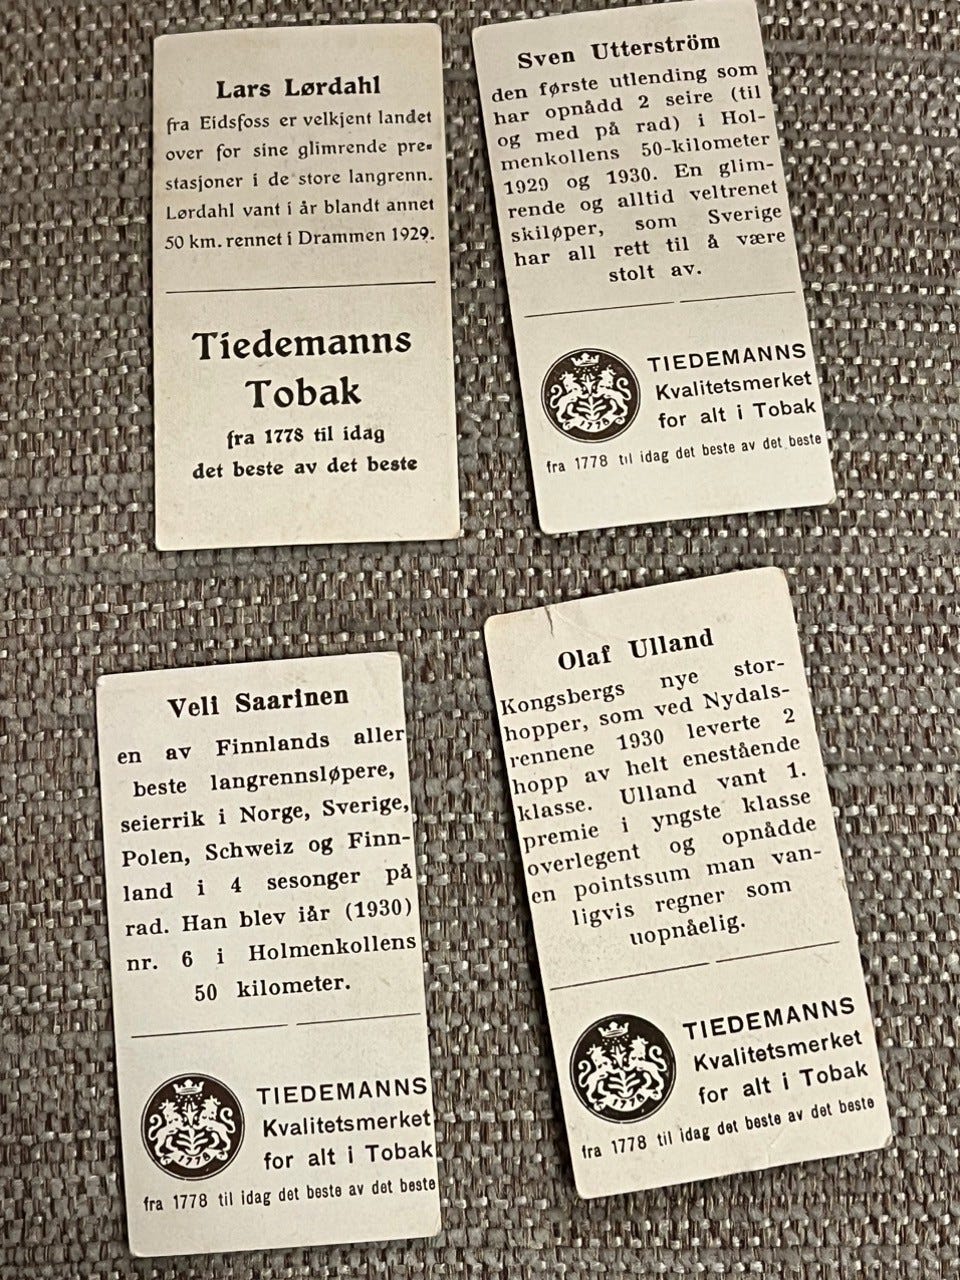 Lars Lørdahl
fra Eidsfoss er velkjent landet
over for sine glimrende pre-
stasjoner i de store langrenn.
Lørdahl vant i år blandt annet
50 km. rennet i Drammen 1929.
Tiedemanns
Tobak
fra 1778 til idag
det beste av det beste
Sven Utterström
den første utlending som
har opnådd 2 seire (til
og med på rad) i Hol-
menkollens 50-kilometer
1929 og 1930. En glim-
rende og alltid veltrenet
skiløper, som Sverige
har all rett til å være
stolt av.
1778
TIEDEMANNS
Kvalitetsmerket
for alt i Tobak
fra 1778 til idag det beste av det beste
Veli Saarinen
en av Finnlands aller
beste langrennsløpere,
seierrik i Norge, Sverige,
Polen, Schweiz og Finn-
land i 4 sesonger på
rad. Han blev iår (1930)
nr. 6 i Holmenkollens
50 kilometer.
1778
TIEDEMANNS
Kvalitetsmerket
for alt i Tobak
fra 1778 til idag det beste av det beste
Olaf Ulland
Kongsbergs nye stor-
hopper, som ved Nydals-
rennene 1930 leverte 2
hopp av helt enestående
klasse. Ulland vant 1.
premie i yngste klasse
overlegent og opnådde
en pointssum man van-
ligvis regner som
uopnåelig.
1778
TIEDEMANNS
Kvalitetsmerket
for alt i Tobak
fra 1778 til idag det beste av det beste